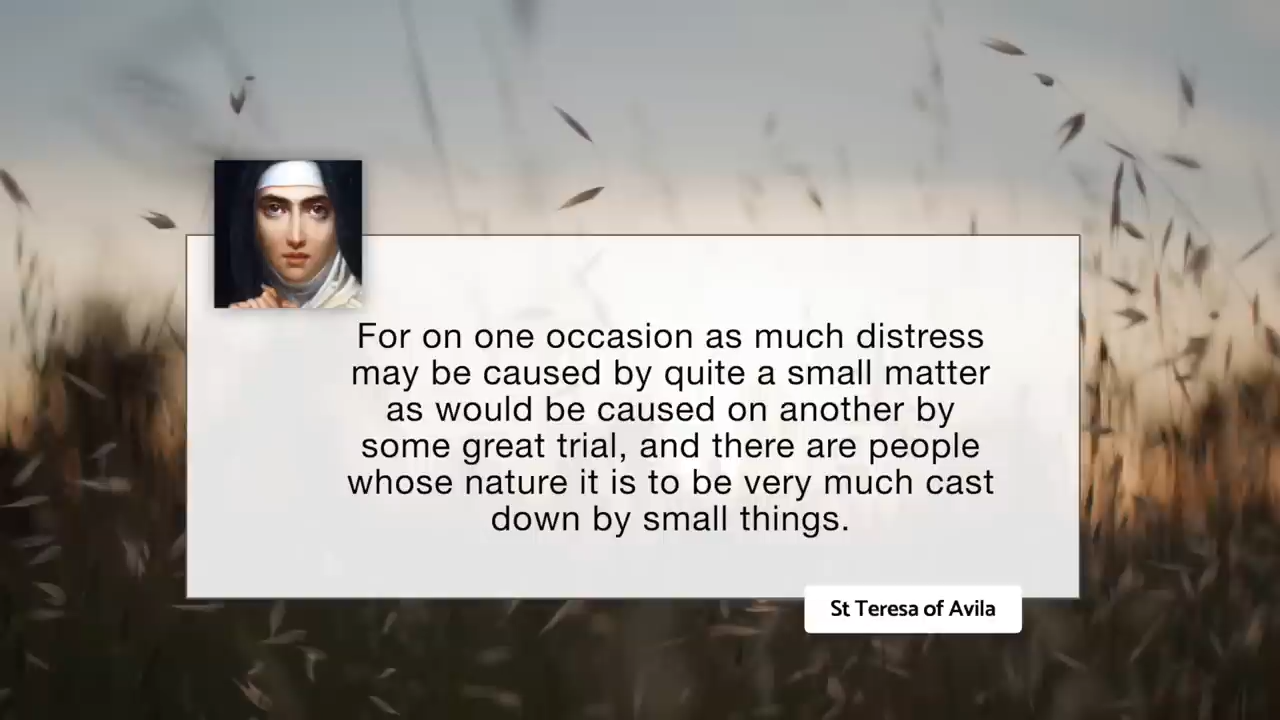 For on one occasion as much distress
may be caused by quite a small matter
as would be caused on another by
some great trial, and there are people
whose nature it is to be very much cast
down by small things.
St Teresa of Avila